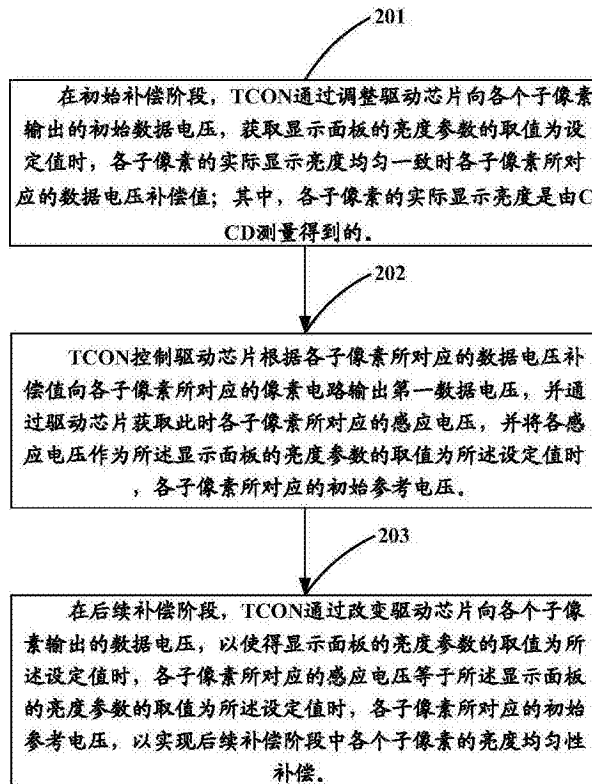 201
在初始补偿阶段，TCON通过调整驱动芯片向各个子像素
输出的初始数据电压，获取显示面板的亮度参数的取值为设
定值时，各子像素的实际显示亮度均匀一致时各子像素所对
应的数据电压补偿值；其中，各子像素的实际显示亮度是由C
CD测量得到的。
202
TCON控制驱动芯片根据各子像素所对应的数据电压补
偿值向各子像素所对应的像素电路输出第一数据电压，并通
过驱动芯片获取此时各子像素所对应的感应电压，并将各感
应电压作为所述显示面板的亮度参数的取值为所述设定值时
，各子像素所对应的初始参考电压。
203
在后续补偿阶段，TCON通过改变驱动芯片向各个子像
素输出的数据电压，以使得显示面板的亮度参数的取值为所
述设定值时，各子像素所对应的感应电压等于所述显示面板
的亮度参数的取值为所述设定值时，各子像素所对应的初始
参考电压，以实现后续补偿阶段中各个子像素的亮度均匀性
补偿。